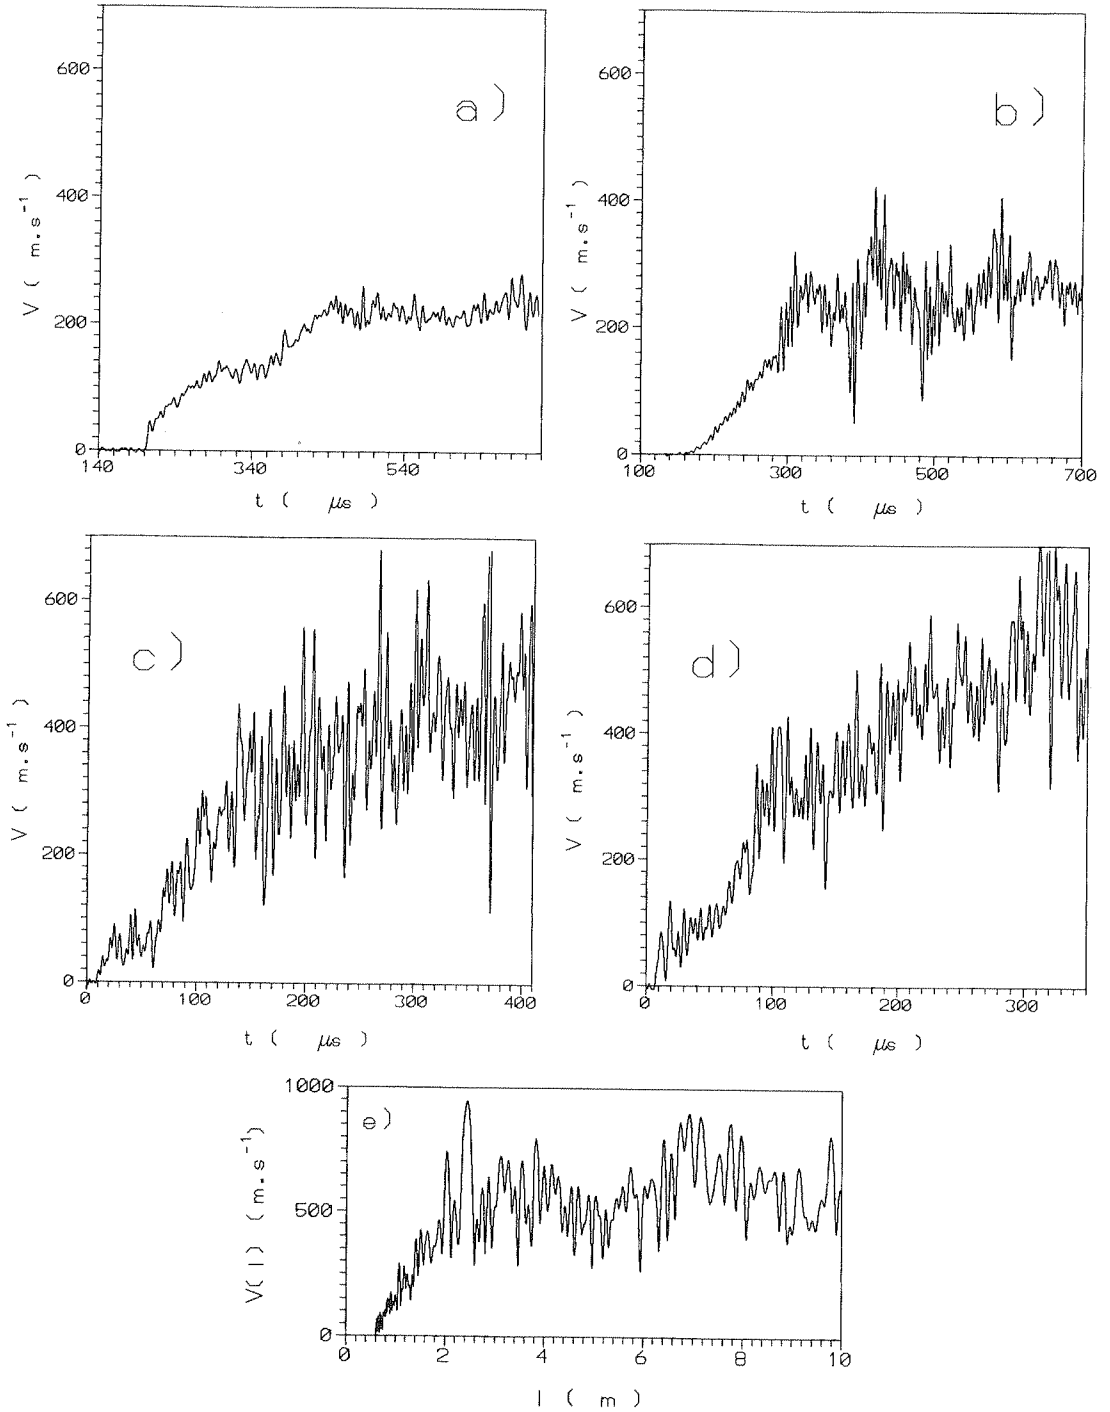 a)
600
400
200
0
V ( m.s⁻¹ )
140 340 540
t ( μs )
b)
600
400
200
0
V ( m.s⁻¹ )
100 300 500 700
t ( μs )
c)
600
400
200
0
V ( m.s⁻¹ )
0 100 200 300 400
t ( μs )
d)
600
400
200
0
V ( m.s⁻¹ )
0 100 200 300
t ( μs )
e)
1000
500
0
V(l) (m.s⁻¹)
0 2 4 6 8 10
l ( m )